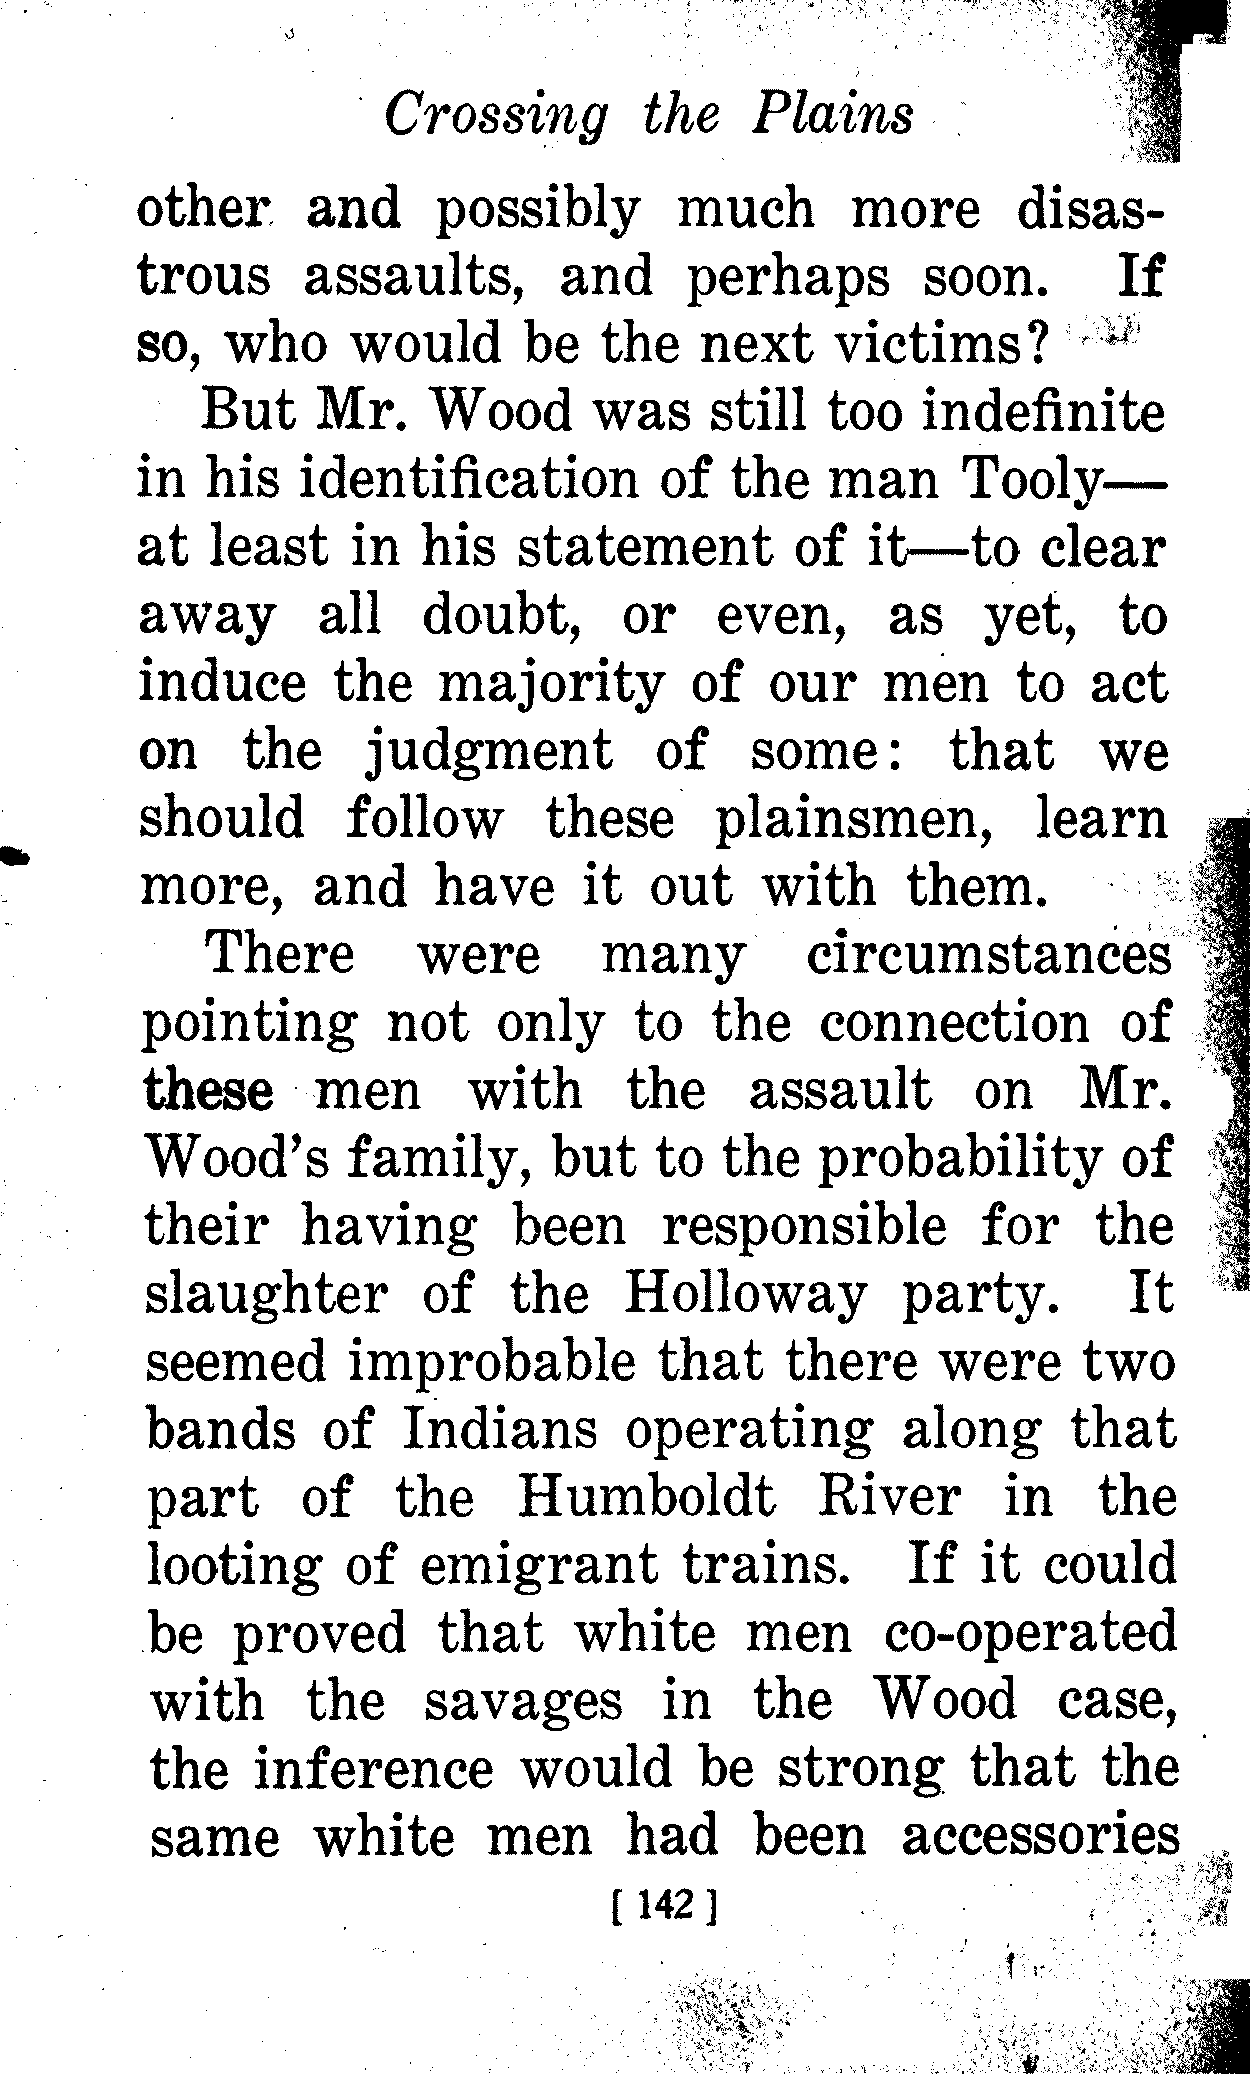 Crossing the Plains
other and possibly much more disas-
trous assaults, and perhaps soon. If
so, who would be the next victims?
But Mr. Wood was still too indefinite
in his identification of the man Tooly—
at least in his statement of it—to clear
away all doubt, or even, as yet, to
induce the majority of our men to act
on the judgment of some: that we
should follow these plainsmen, learn
more, and have it out with them.
There were many circumstances
pointing not only to the connection of
these men with the assault on Mr.
Wood's family, but to the probability of
their having been responsible for the
slaughter of the Holloway party. It
seemed improbable that there were two
bands of Indians operating along that
part of the Humboldt River in the
looting of emigrant trains. If it could
be proved that white men co-operated
with the savages in the Wood case,
the inference would be strong that the
same white men had been accessories
[ 142 ]